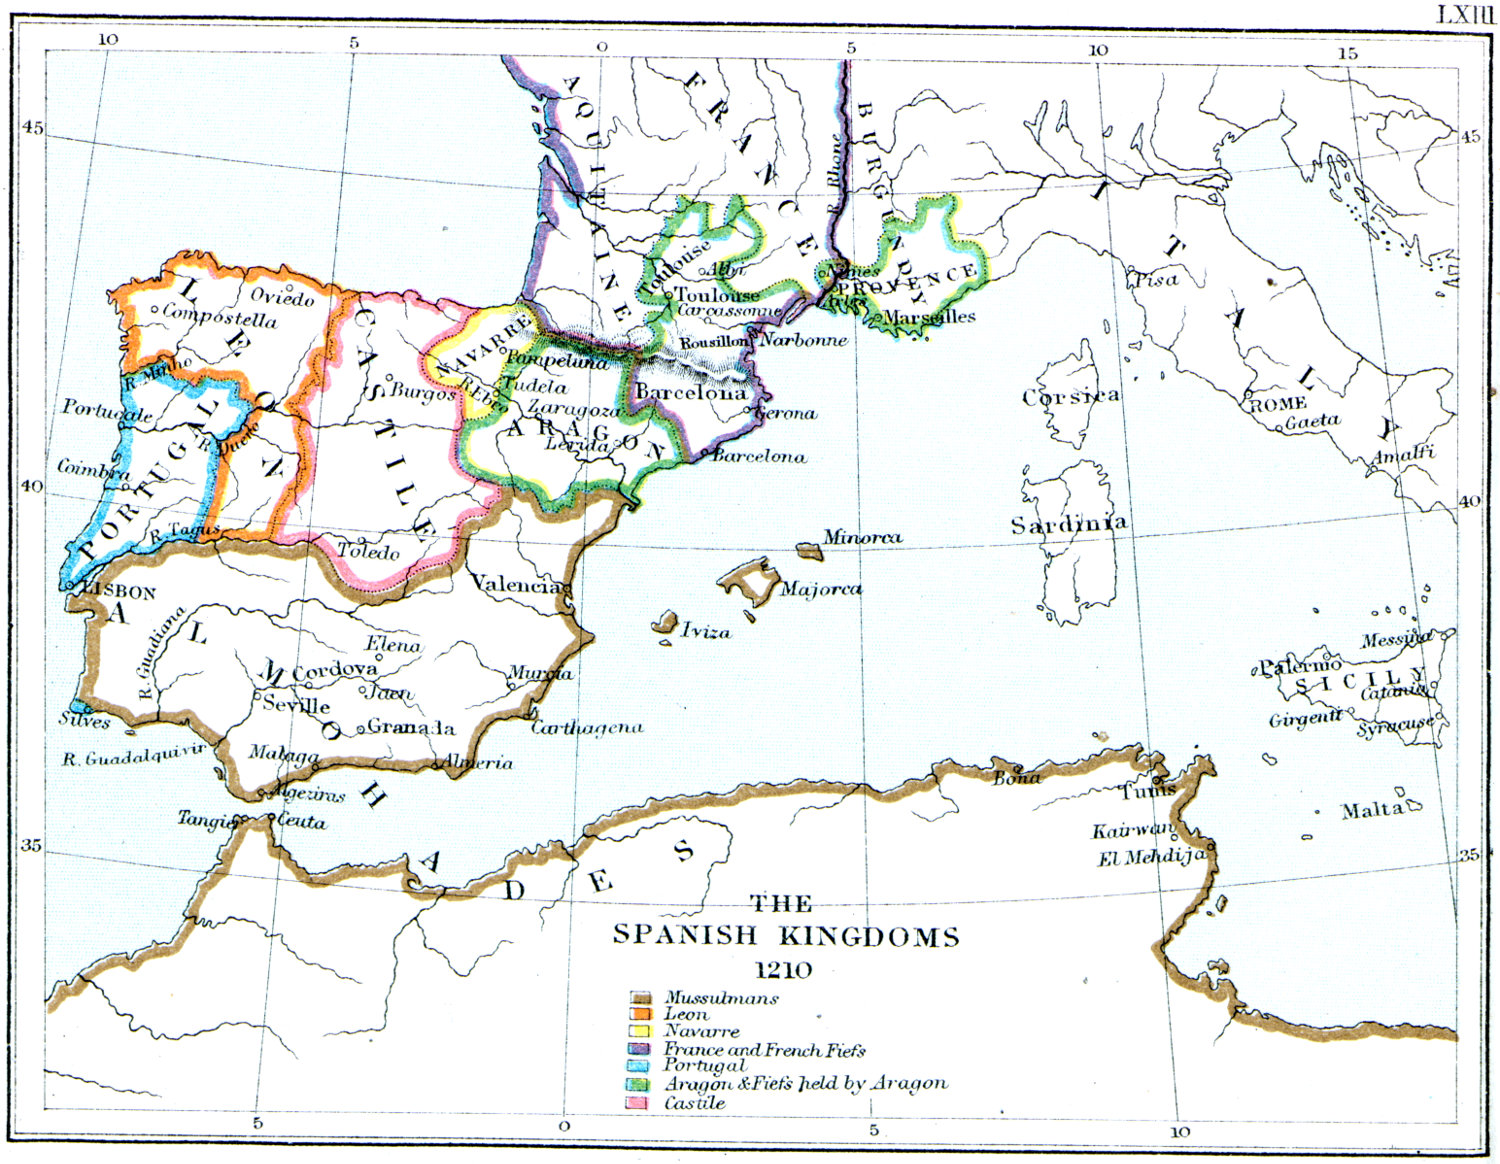 LXIII
10
5
0
5
10
15
45
45
40
40
35
35
5
0
5
10
AQUITAINE
FRANCE
BURGUNDY
R. Rhone
ITALY
Toulouse
Albi
Toulouse
Carcassonne
Nimes
PROVENCE
Arles
Marseilles
Rousillon
Narbonne
Pisa
Corsica
ROME
Gaeta
Amalfi
Sardinia
LEON
Oviedo
Compostella
R. Minho
CASTILE
Burgos
NAVARRE
Pampeluna
R. Ebro
Tudela
Zaragoza
ARAGON
Lerida
Barcelona
Gerona
Barcelona
Portugale
PORTUGAL
R. Duero
Coimbra
R. Tagus
Toledo
LISBON
Valencia
Minorca
Majorca
Iviza
ALMOHADES
R. Guadiana
Elena
Cordova
Jaen
Murcia
Seville
Granada
Silves
Carthagena
R. Guadalquivir
Malaga
Almeria
Algeziras
Tangier
Ceuta
Messina
Palermo
SICILY
Catania
Girgenti
Syracuse
Bona
Tunis
Malta
Kairwan
El Mehdija
THE
SPANISH KINGDOMS
1210
Mussulmans
Leon
Navarre
France and French Fiefs
Portugal
Aragon & Fiefs held by Aragon
Castile